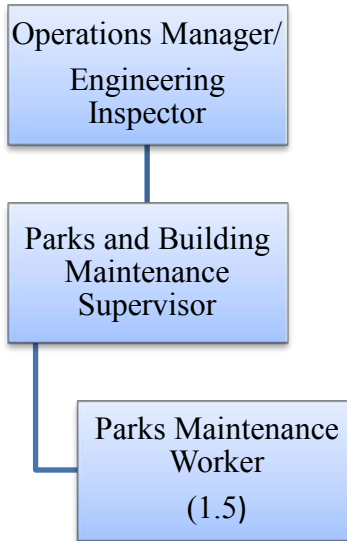 Operations Manager/
Engineering
Inspector
Parks and Building
Maintenance
Supervisor
Parks Maintenance
Worker
(1.5)